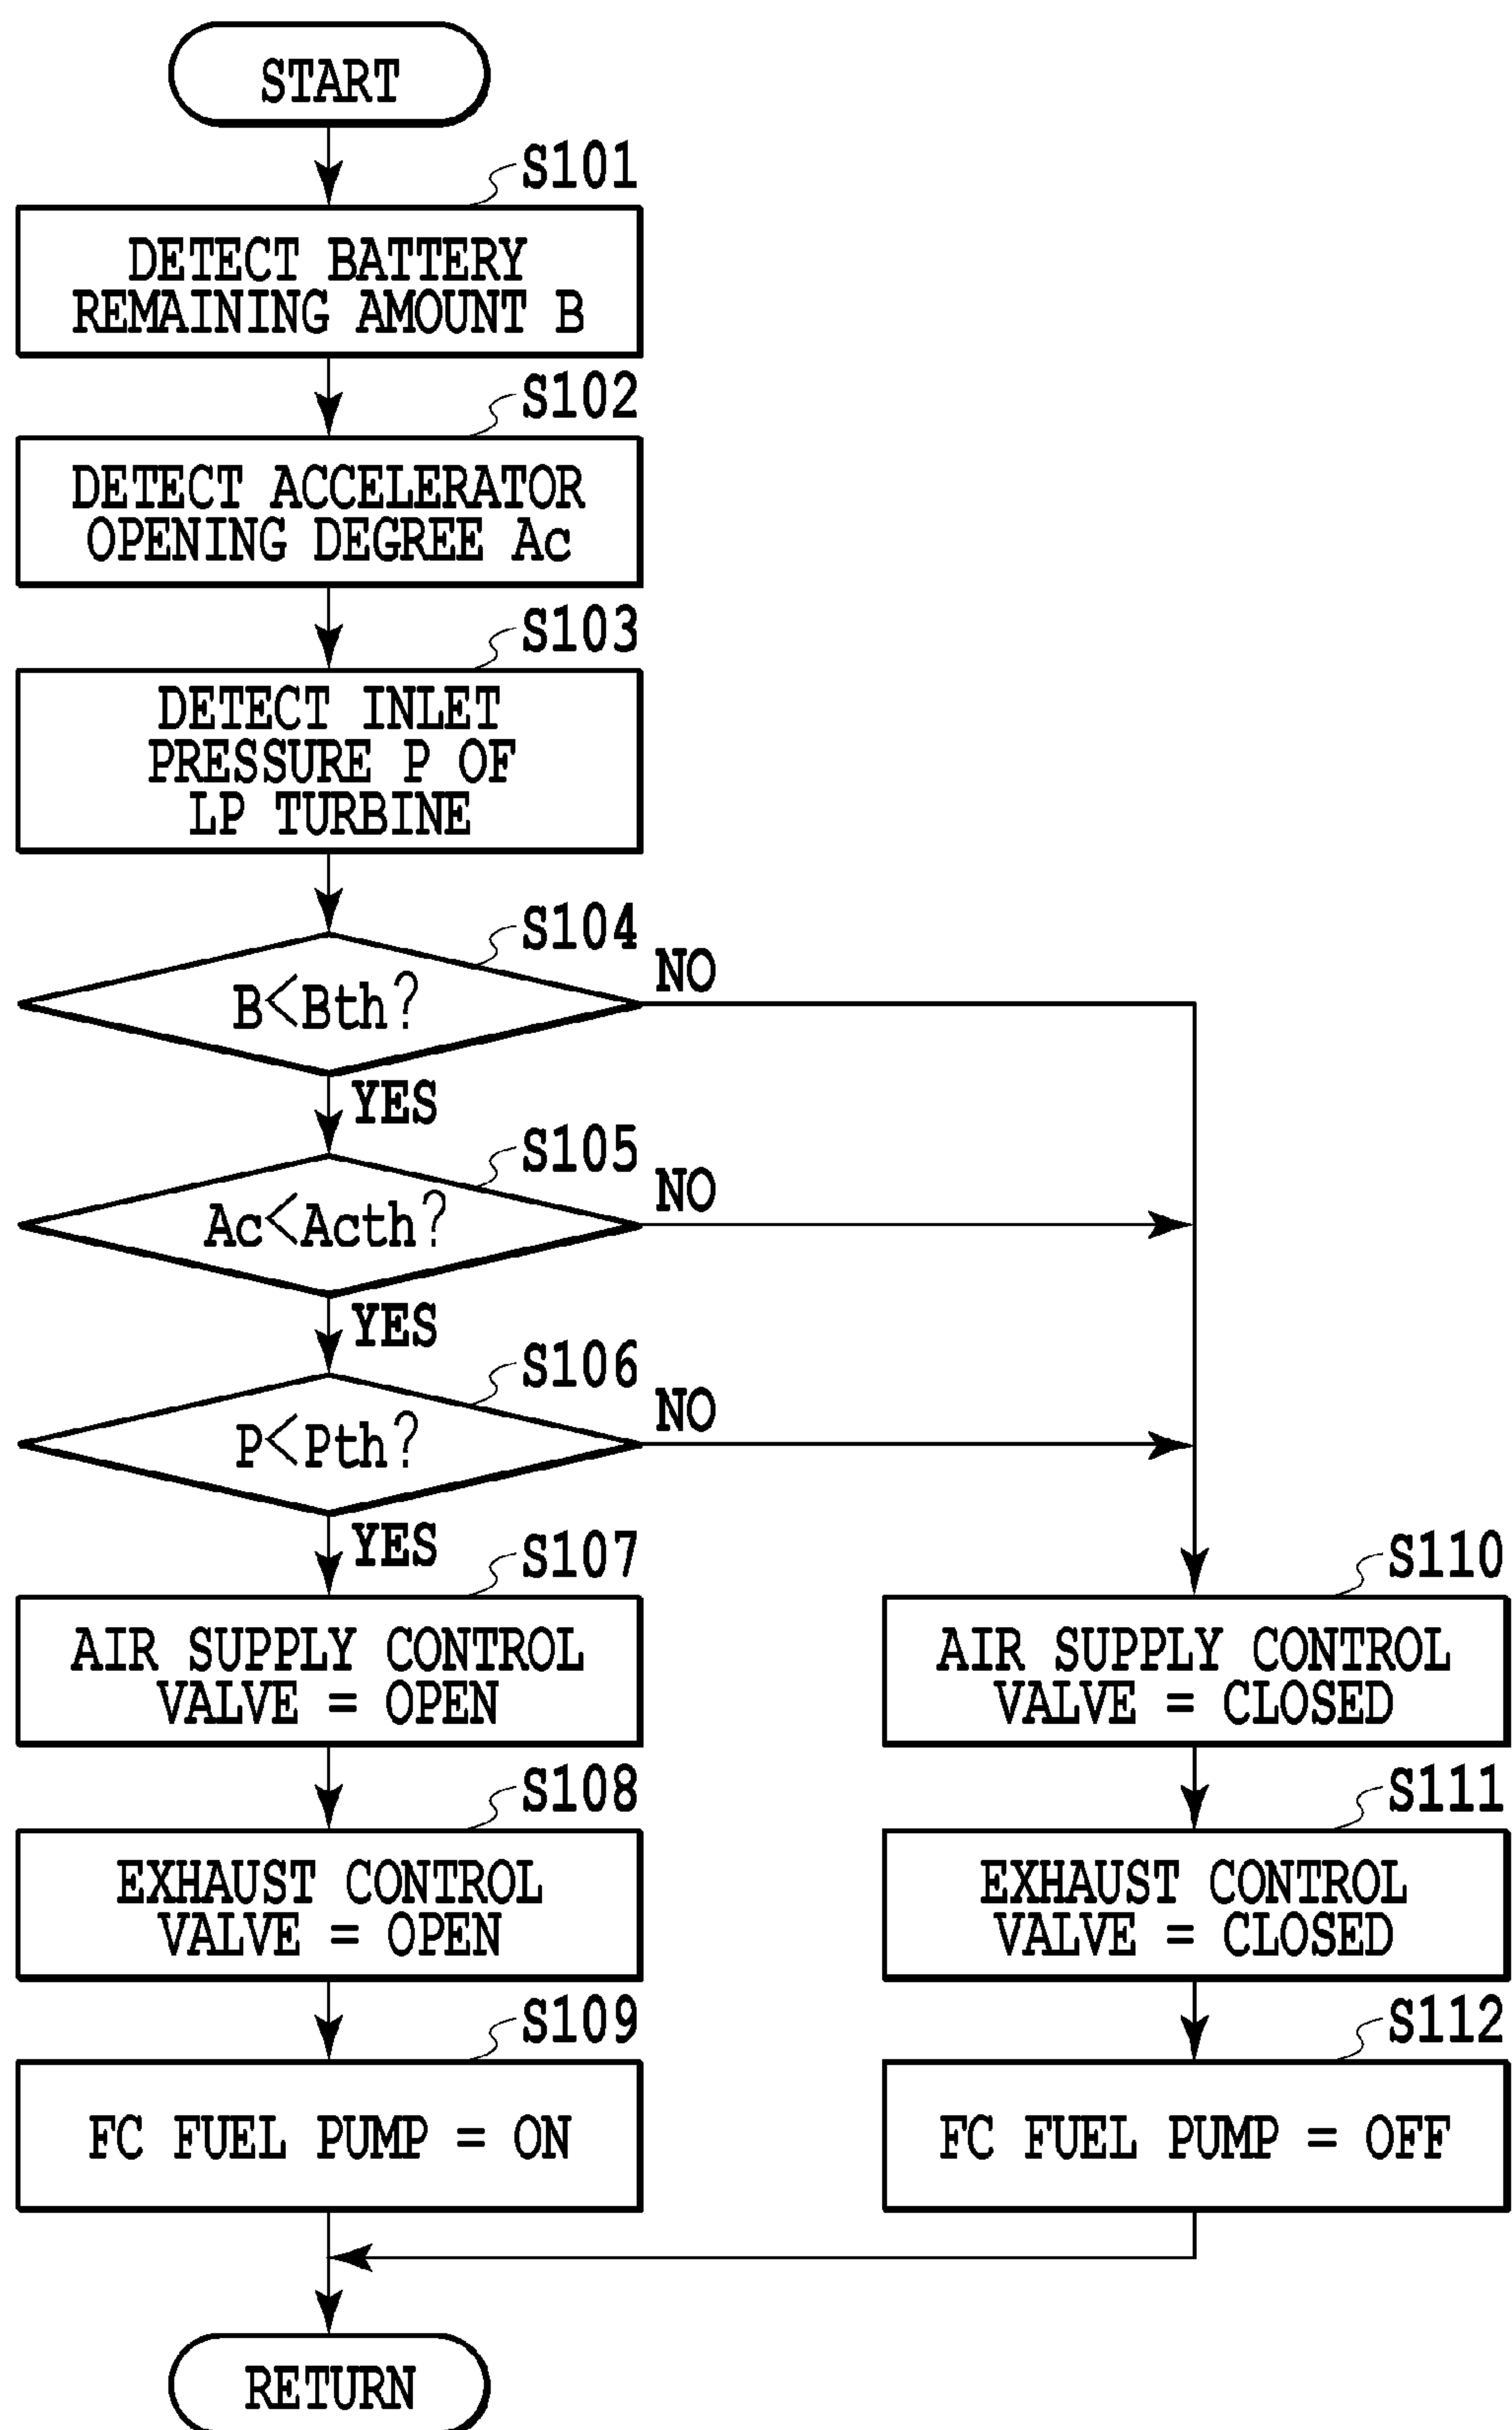 START
S101
DETECT BATTERY
REMAINING AMOUNT B
S102
DETECT ACCELERATOR
OPENING DEGREE Ac
S103
DETECT INLET
PRESSURE P OF
LP TURBINE
S104
B<Bth?
NO
YES
S105
Ac<Acth?
NO
YES
S106
P<Pth?
NO
YES
S107
AIR SUPPLY CONTROL
VALVE = OPEN
S108
EXHAUST CONTROL
VALVE = OPEN
S109
FC FUEL PUMP = ON
S110
AIR SUPPLY CONTROL
VALVE = CLOSED
S111
EXHAUST CONTROL
VALVE = CLOSED
S112
FC FUEL PUMP = OFF
RETURN